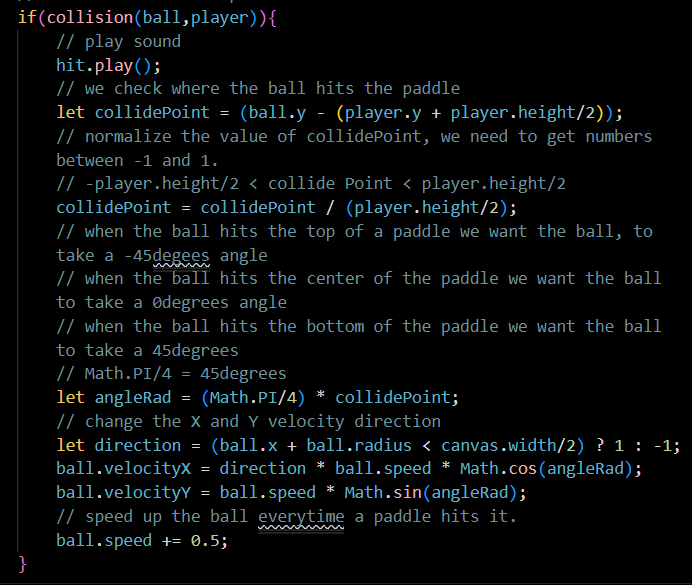 if(collision(ball,player)){
// play sound
hit.play();
// we check where the ball hits the paddle
let collidePoint = (ball.y - (player.y + player.height/2));
// normalize the value of collidePoint, we need to get numbers
between -1 and 1.
// -player.height/2 < collide Point < player.height/2
collidePoint = collidePoint / (player.height/2);
// when the ball hits the top of a paddle we want the ball, to
take a -45degees angle
// when the ball hits the center of the paddle we want the ball
to take a 0degrees angle
// when the ball hits the bottom of the paddle we want the ball
to take a 45degrees
// Math.PI/4 = 45degrees
let angleRad = (Math.PI/4) * collidePoint;
// change the X and Y velocity direction
let direction = (ball.x + ball.radius < canvas.width/2) ? 1 : -1;
ball.velocityX = direction * ball.speed * Math.cos(angleRad);
ball.velocityY = ball.speed * Math.sin(angleRad);
// speed up the ball everytime a paddle hits it.
ball.speed += 0.5;
}